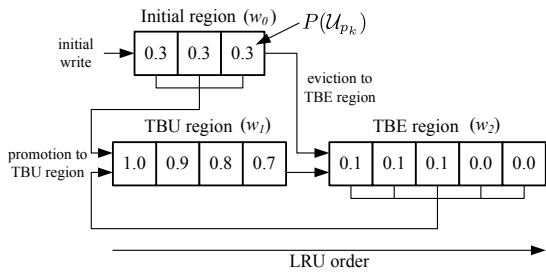 Initial region (w0)
P(Upk)
initial
write
0.3 0.3 0.3
eviction to
TBE region
TBU region (w1)
TBE region (w2)
promotion to
TBU region
1.0 0.9 0.8 0.7
0.1 0.1 0.1 0.0 0.0
LRU order